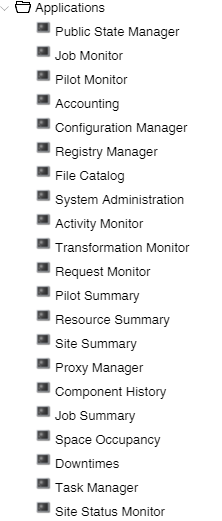 Applications
Public State Manager
Job Monitor
Pilot Monitor
Accounting
Configuration Manager
Registry Manager
File Catalog
System Administration
Activity Monitor
Transformation Monitor
Request Monitor
Pilot Summary
Resource Summary
Site Summary
Proxy Manager
Component History
Job Summary
Space Occupancy
Downtimes
Task Manager
Site Status Monitor